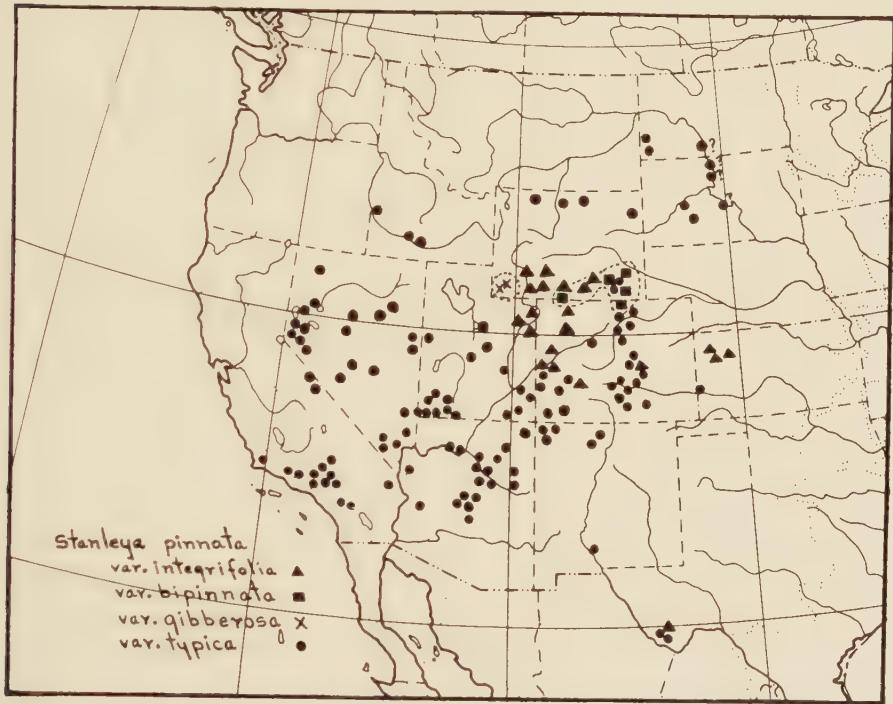 Stanleya pinnata
var. integrifolia ▲
var. bipinnata ■
var. gibberosa ×
var. typica ●
?